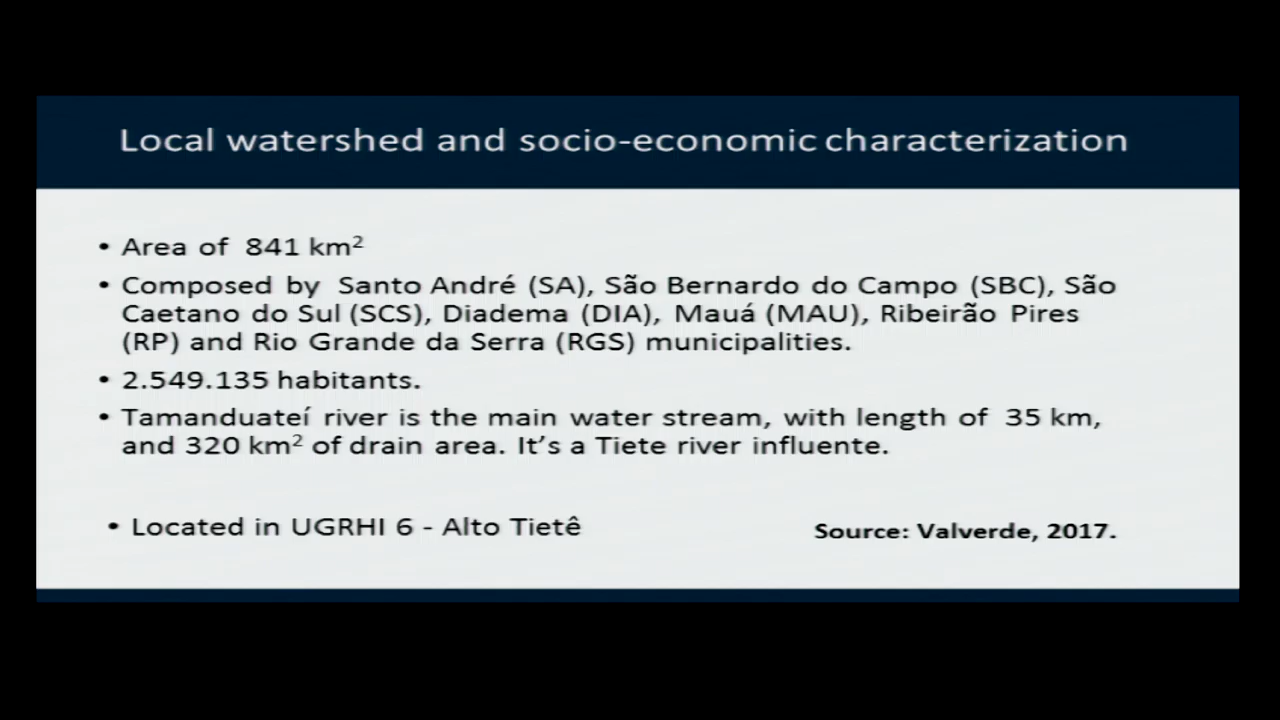 Local watershed and socio-economic characterization
• Area of 841 km²
• Composed by Santo André (SA), São Bernardo do Campo (SBC), São
Caetano do Sul (SCS), Diadema (DIA), Mauá (MAU), Ribeirão Pires
(RP) and Rio Grande da Serra (RGS) municipalities.
• 2.549.135 habitants.
• Tamanduateí river is the main water stream, with length of 35 km,
and 320 km² of drain area. It’s a Tiete river influente.
• Located in UGRHI 6 - Alto Tietê
Source: Valverde, 2017.